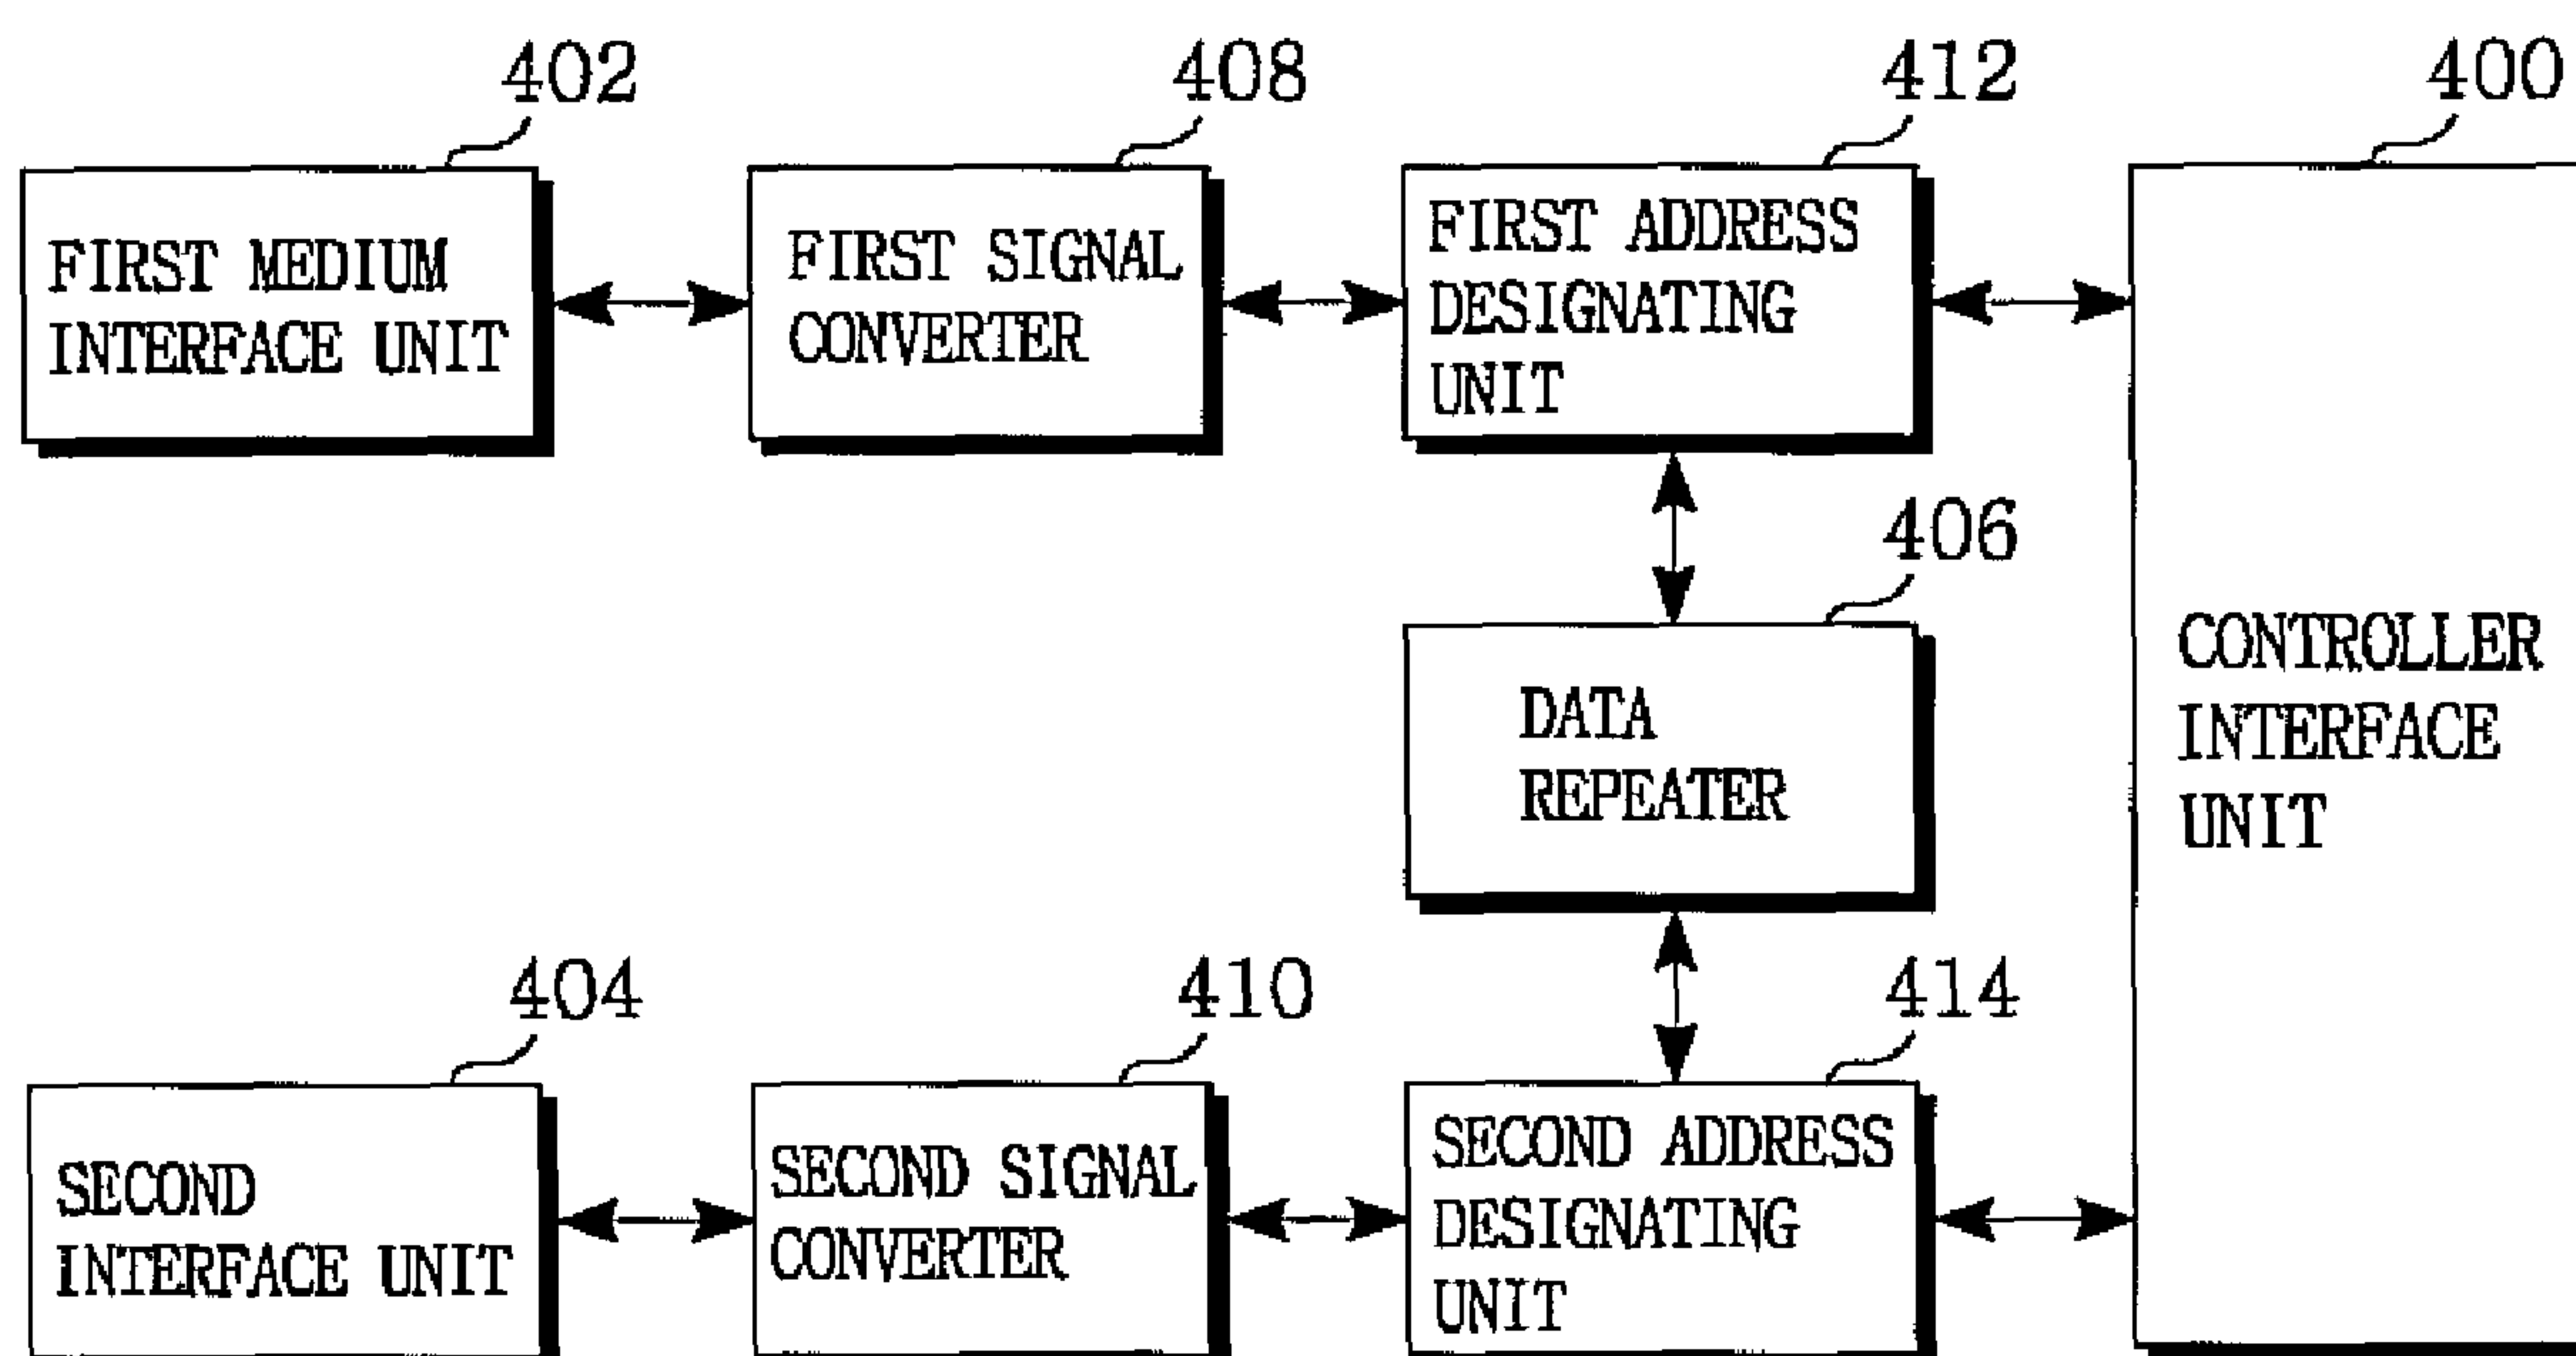 402
408
412
400
FIRST MEDIUM
INTERFACE UNIT
FIRST SIGNAL
CONVERTER
FIRST ADDRESS
DESIGNATING
UNIT
406
DATA
REPEATER
CONTROLLER
INTERFACE
UNIT
404
410
414
SECOND
INTERFACE UNIT
SECOND SIGNAL
CONVERTER
SECOND ADDRESS
DESIGNATING
UNIT